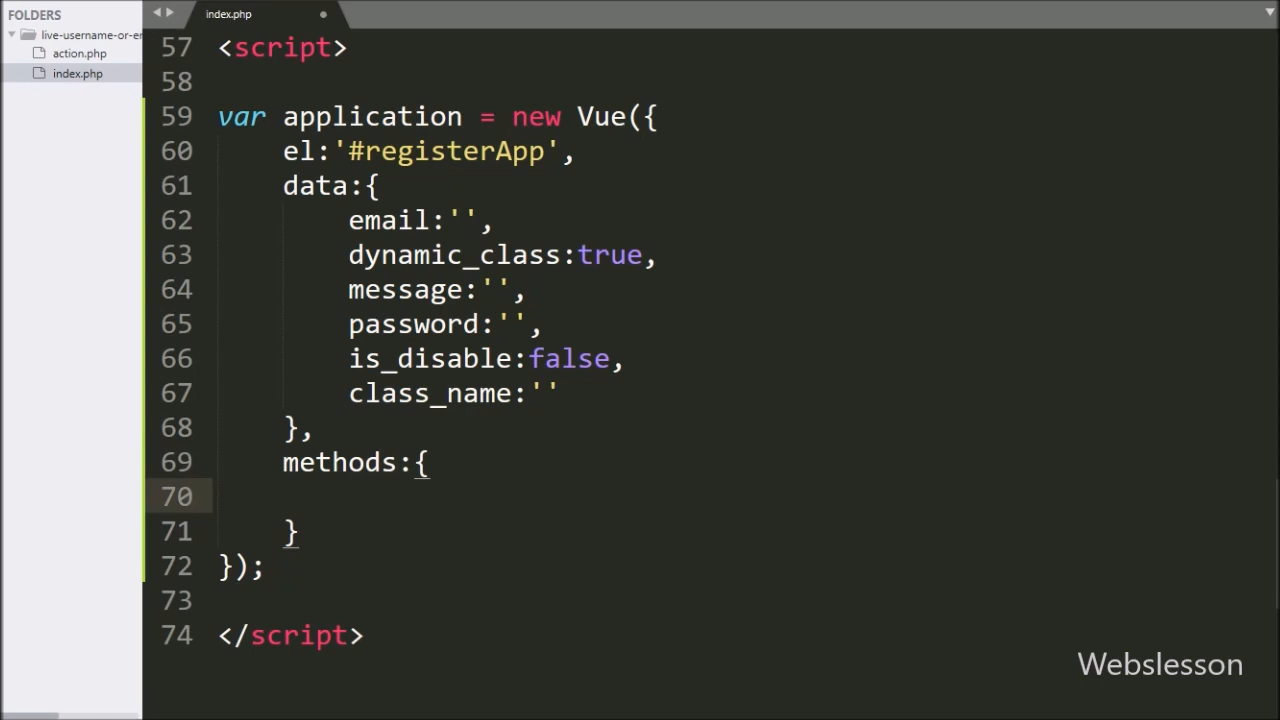 FOLDERS
live-username-or-er
action.php
index.php
index.php
57 <script>
58
59 var application = new Vue({
60 el:'#registerApp',
61 data:{
62 email:'',
63 dynamic_class:true,
64 message:'',
65 password:'',
66 is_disable:false,
67 class_name:''
68 },
69 methods:{
70
71 }
72 });
73
74 </script>
Webslesson